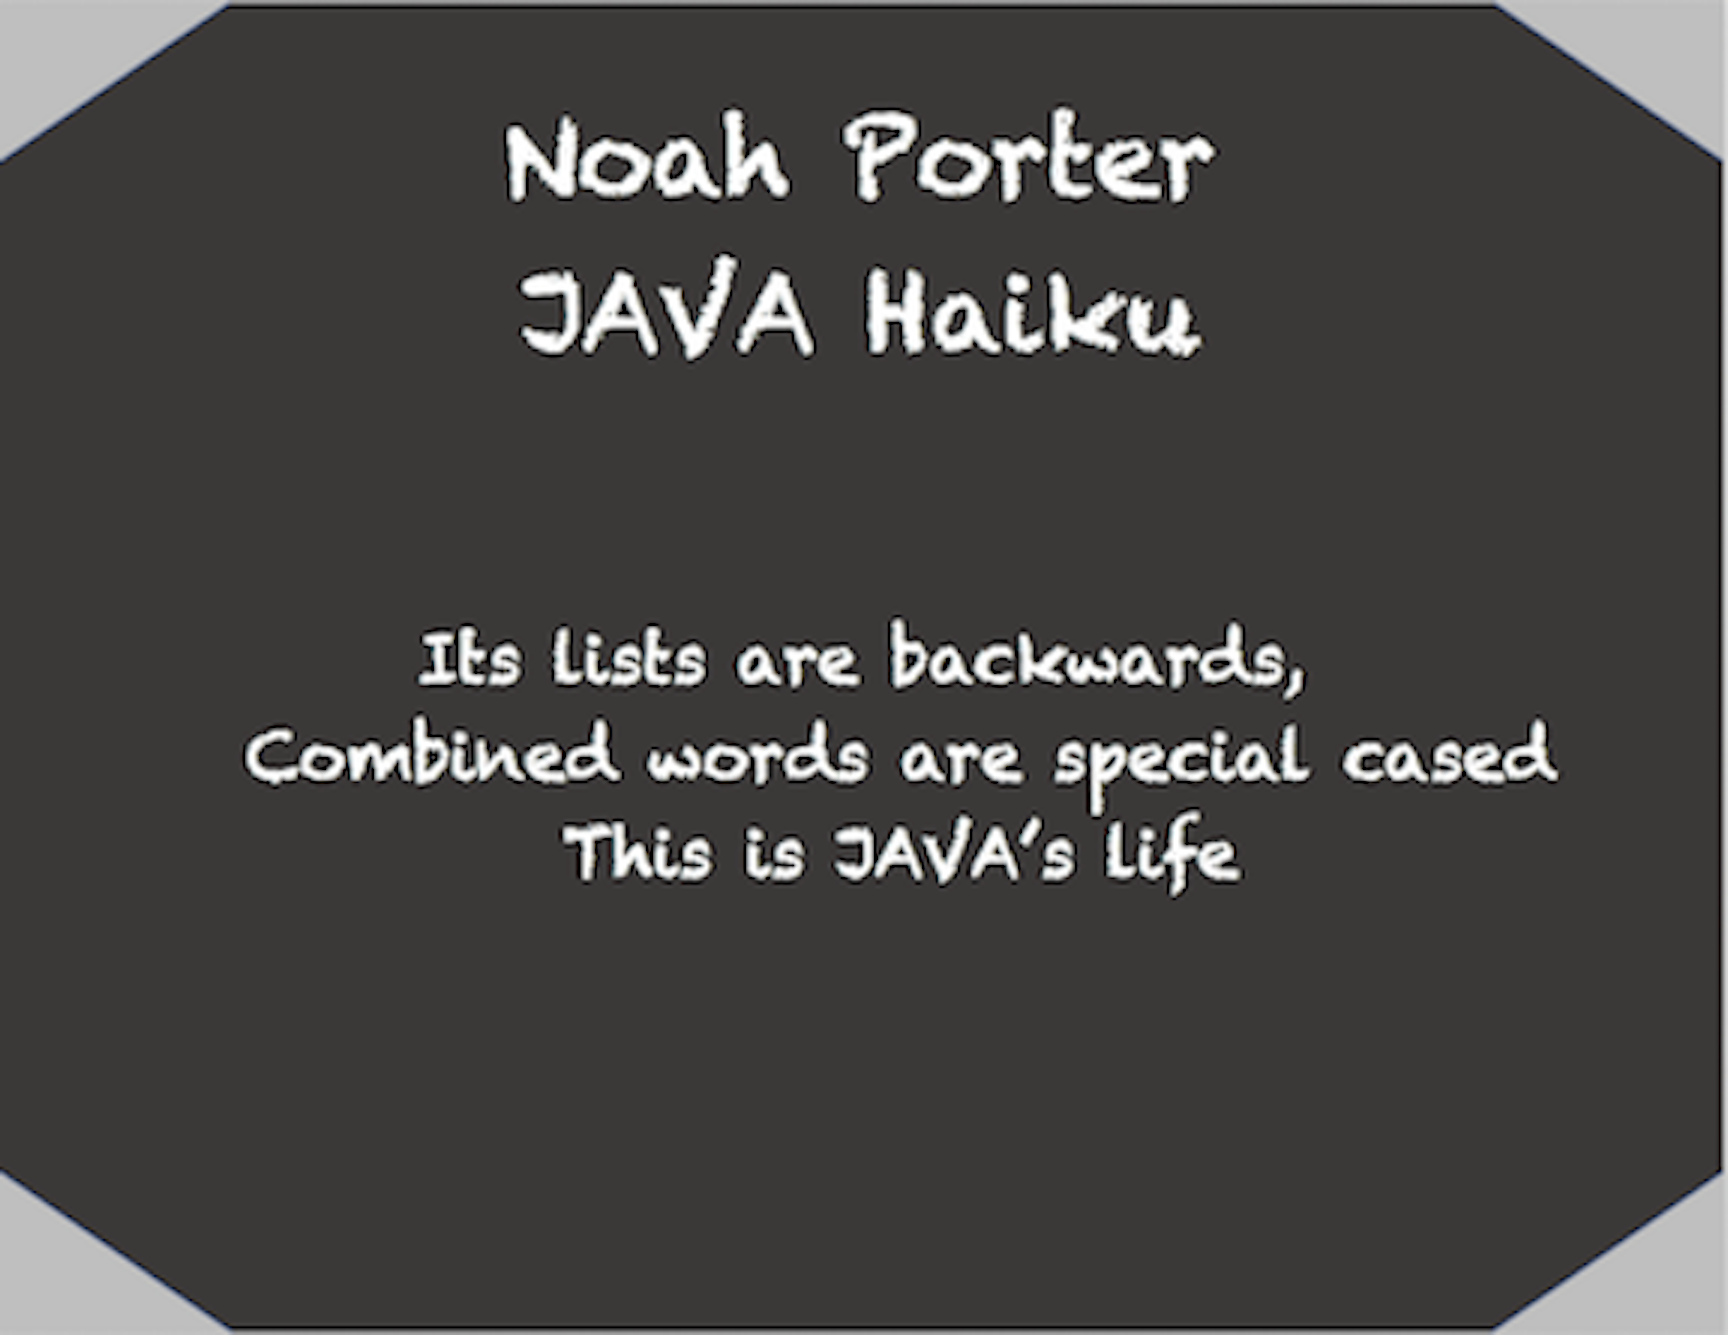 Noah Porter
JAVA Haiku
Its lists are backwards,
Combined words are special cased
This is JAVA’s life